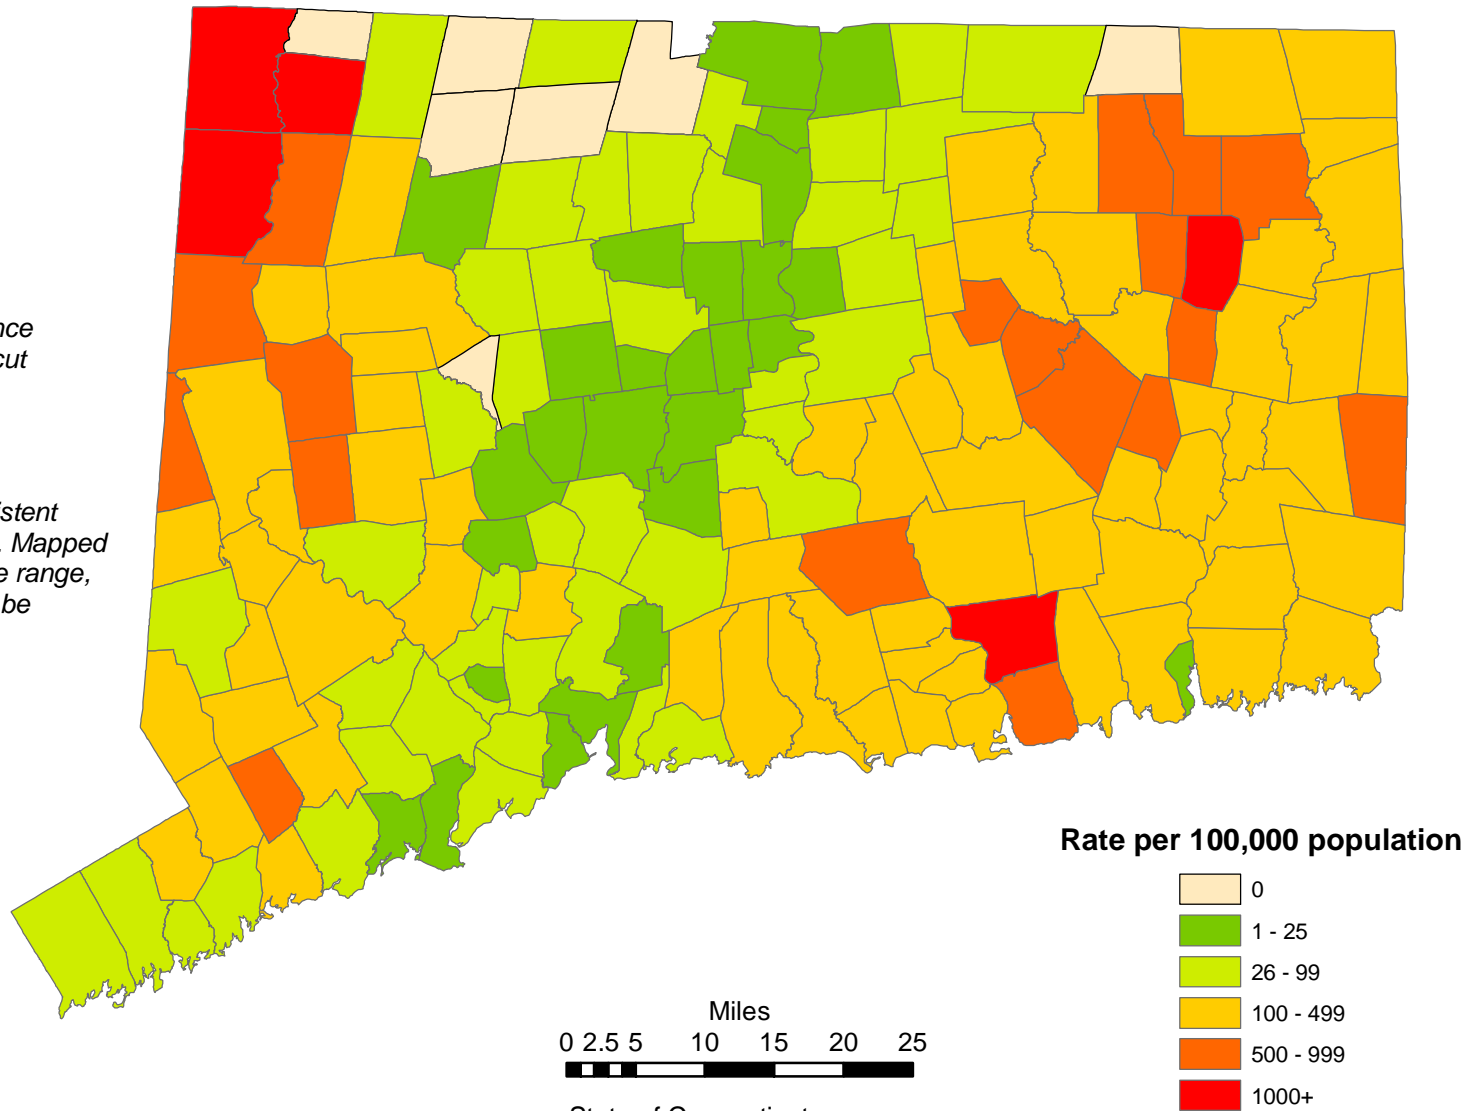 nce
cut
istent
. Mapped
e range,
be
Rate per 100,000 population
0
1 - 25
26 - 99
100 - 499
500 - 999
1000+
Miles
0 2.5 5 10 15 20 25